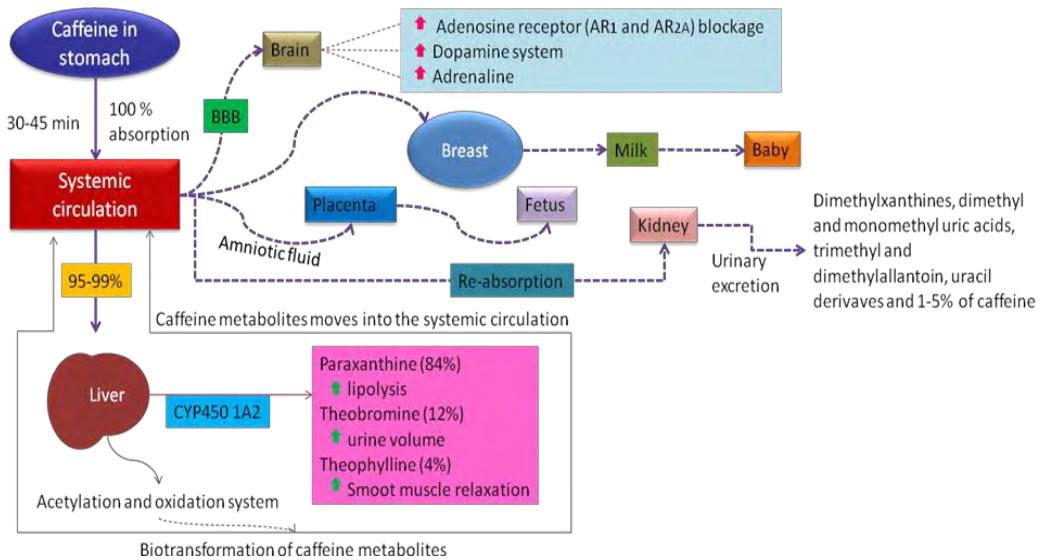 Caffeine in
stomach
30-45 min
100 %
absorption
Systemic
circulation
BBB
Brain
Adenosine receptor (AR1 and AR2A) blockage
Dopamine system
Adrenaline
Breast
Milk
Baby
Placenta
Fetus
Amniotic fluid
Re-absorption
Kidney
Urinary
excretion
Dimethylxanthines, dimethyl
and monomethyl uric acids,
trimethyl and
dimethylallantoin, uracil
derivaves and 1-5% of caffeine
95-99%
Caffeine metabolites moves into the systemic circulation
Liver
CYP450 1A2
Paraxanthine (84%)
lipolysis
Theobromine (12%)
urine volume
Theophylline (4%)
Smoot muscle relaxation
Acetylation and oxidation system
Biotransformation of caffeine metabolites